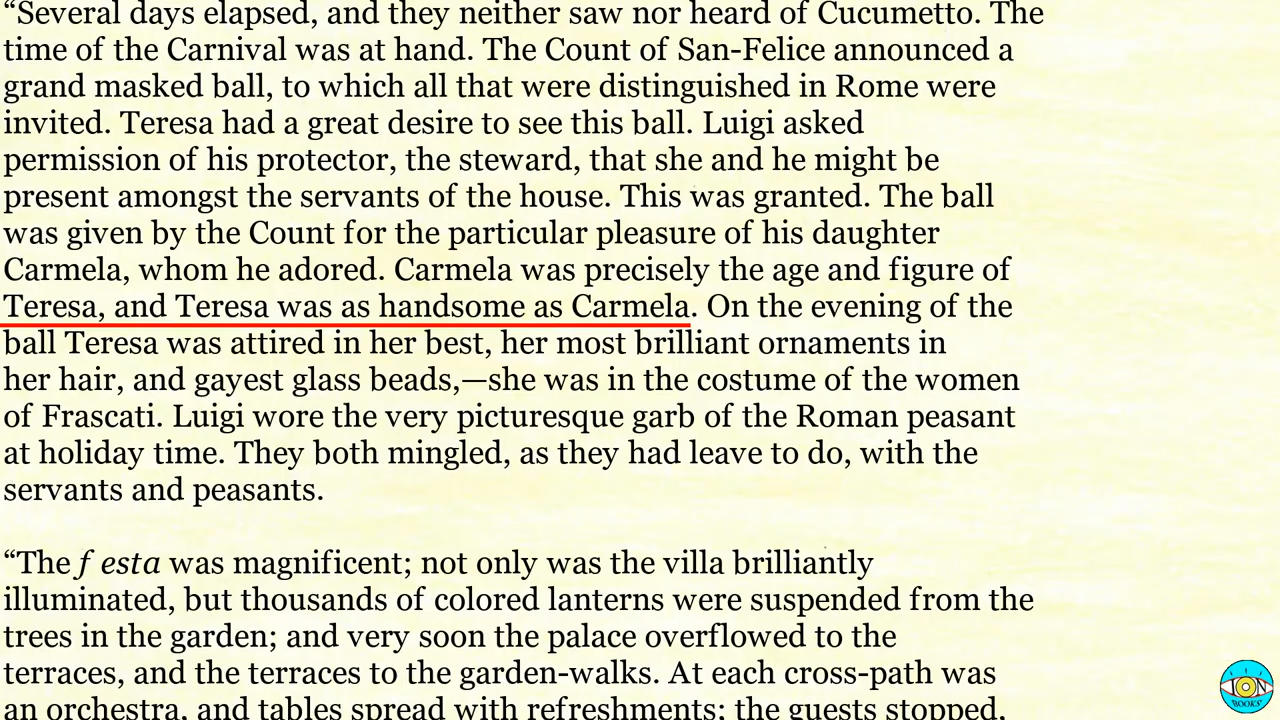 “Several days elapsed, and they neither saw nor heard of Cucumetto. The
time of the Carnival was at hand. The Count of San-Felice announced a
grand masked ball, to which all that were distinguished in Rome were
invited. Teresa had a great desire to see this ball. Luigi asked
permission of his protector, the steward, that she and he might be
present amongst the servants of the house. This was granted. The ball
was given by the Count for the particular pleasure of his daughter
Carmela, whom he adored. Carmela was precisely the age and figure of
Teresa, and Teresa was as handsome as Carmela. On the evening of the
ball Teresa was attired in her best, her most brilliant ornaments in
her hair, and gayest glass beads,—she was in the costume of the women
of Frascati. Luigi wore the very picturesque garb of the Roman peasant
at holiday time. They both mingled, as they had leave to do, with the
servants and peasants.
“The f esta was magnificent; not only was the villa brilliantly
illuminated, but thousands of colored lanterns were suspended from the
trees in the garden; and very soon the palace overflowed to the
terraces, and the terraces to the garden-walks. At each cross-path was
an orchestra, and tables spread with refreshments; the guests stopped,
ION
BOOKS